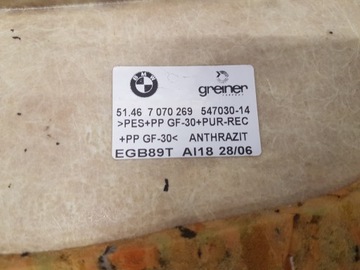 BMW
greiner
51.46 7 070 269 547030-14
>PES+PP GF-30+PUR-REC
+PP GF-30< ANTHRAZIT
EGB89T AI18 28/06